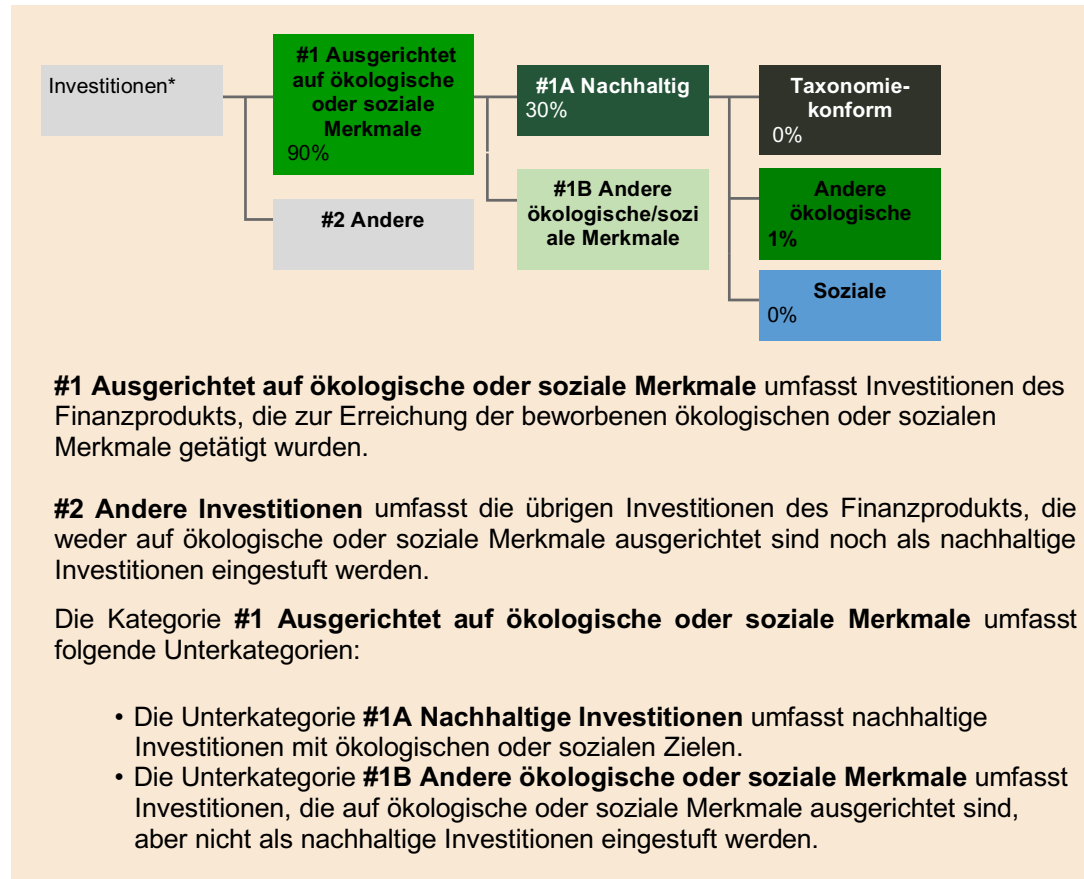 Investitionen*
#1 Ausgerichtet
auf ökologische
oder soziale
Merkmale
90%
#2 Andere
#1A Nachhaltig
30%
#1B Andere
ökologische/sozi
ale Merkmale
Taxonomie-
konform
0%
Andere
ökologische
1%
Soziale
0%
#1 Ausgerichtet auf ökologische oder soziale Merkmale umfasst Investitionen des
Finanzprodukts, die zur Erreichung der beworbenen ökologischen oder sozialen
Merkmale getätigt wurden.
#2 Andere Investitionen umfasst die übrigen Investitionen des Finanzprodukts, die
weder auf ökologische oder soziale Merkmale ausgerichtet sind noch als nachhaltige
Investitionen eingestuft werden.
Die Kategorie #1 Ausgerichtet auf ökologische oder soziale Merkmale umfasst
folgende Unterkategorien:
• Die Unterkategorie #1A Nachhaltige Investitionen umfasst nachhaltige
Investitionen mit ökologischen oder sozialen Zielen.
• Die Unterkategorie #1B Andere ökologische oder soziale Merkmale umfasst
Investitionen, die auf ökologische oder soziale Merkmale ausgerichtet sind,
aber nicht als nachhaltige Investitionen eingestuft werden.